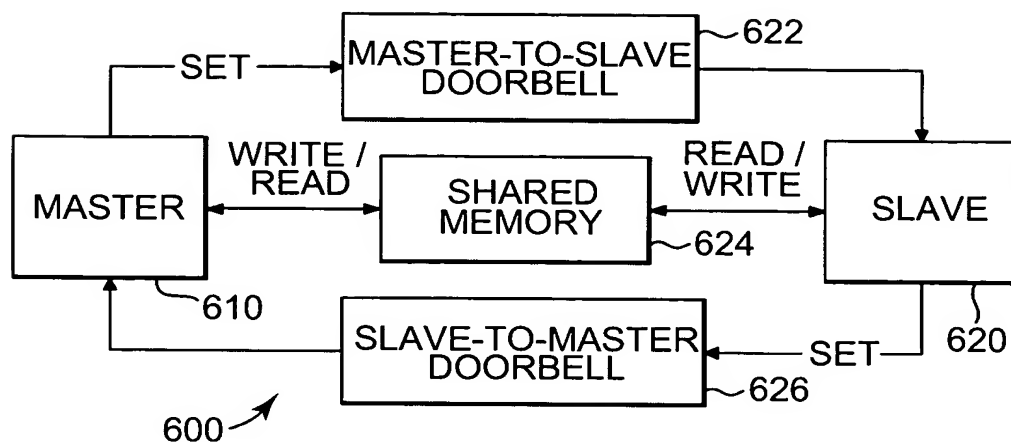 622
MASTER-TO-SLAVE
DOORBELL
SET
WRITE /
READ
READ /
WRITE
MASTER
SHARED
MEMORY
SLAVE
624
610
SLAVE-TO-MASTER
DOORBELL
SET
620
626
600